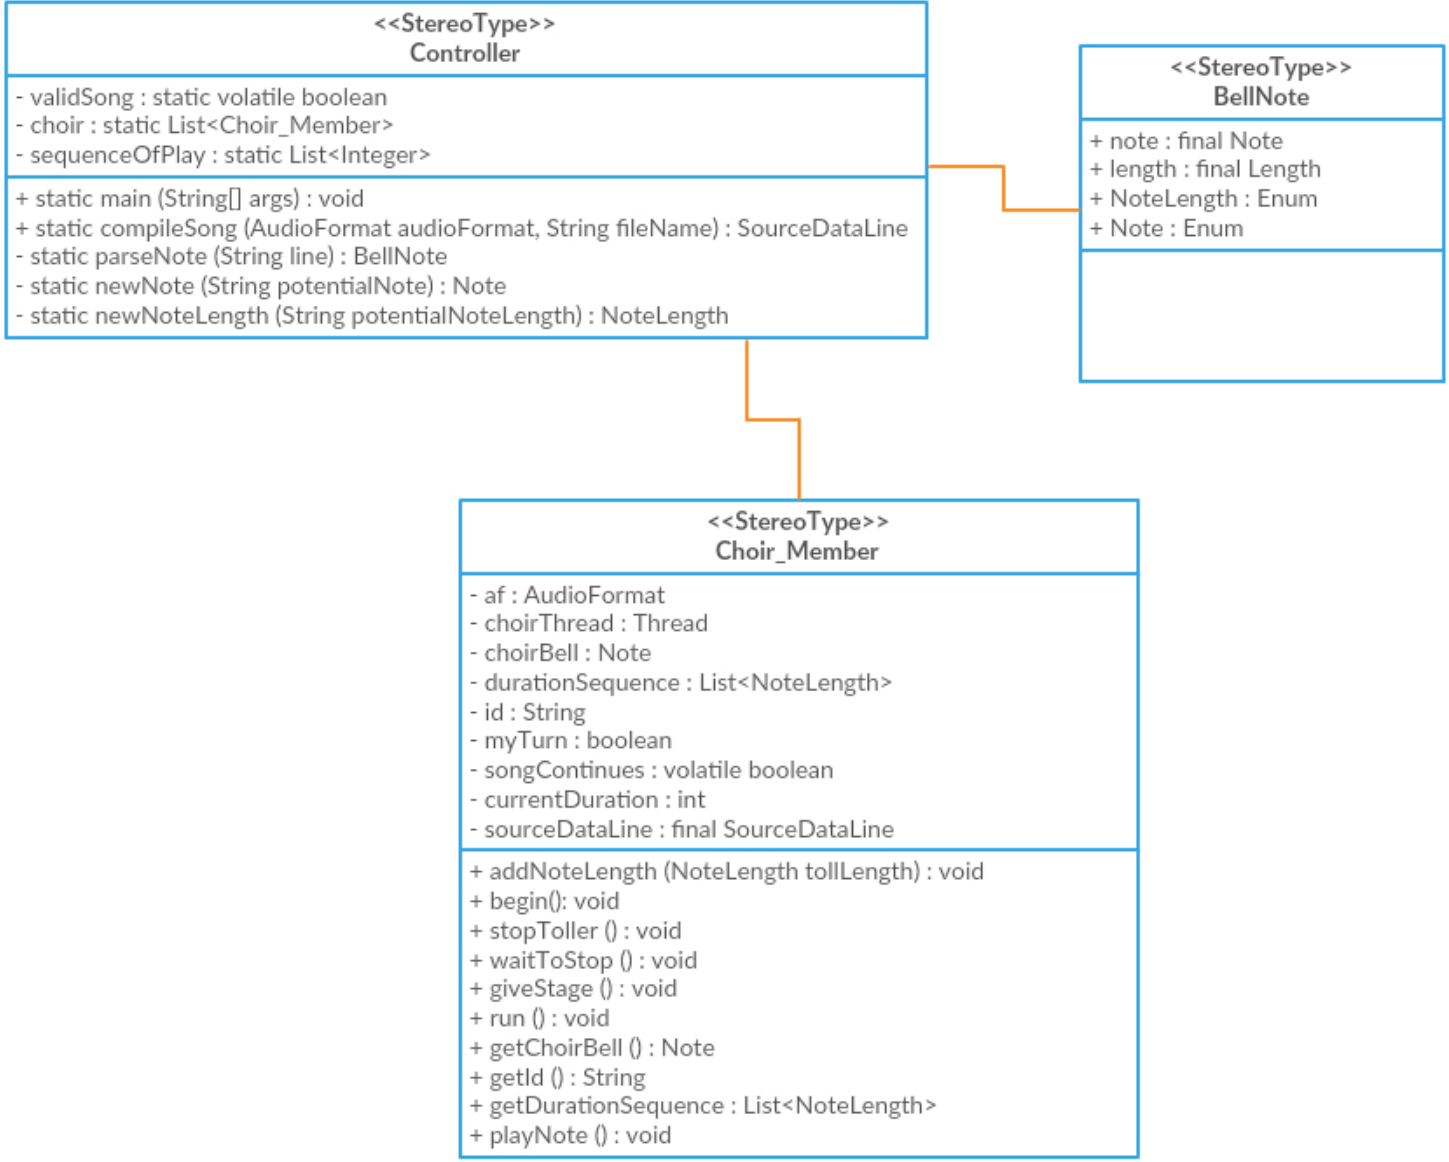 <<StereoType>>
Controller
- validSong : static volatile boolean
- choir : static List<Choir_Member>
- sequenceOfPlay : static List<Integer>
+ static main (String[] args) : void
+ static compileSong (AudioFormat audioFormat, String fileName) : SourceDataLine
- static parseNote (String line) : BellNote
- static newNote (String potentialNote) : Note
- static newNoteLength (String potentialNoteLength) : NoteLength
<<StereoType>>
BellNote
+ note : final Note
+ length : final Length
+ NoteLength : Enum
+ Note : Enum
<<StereoType>>
Choir_Member
- af : AudioFormat
- choirThread : Thread
- choirBell : Note
- durationSequence : List<NoteLength>
- id : String
- myTurn : boolean
- songContinues : volatile boolean
- currentDuration : int
- sourceDataLine : final SourceDataLine
+ addNoteLength (NoteLength tollLength) : void
+ begin(): void
+ stopToller () : void
+ waitToStop () : void
+ giveStage () : void
+ run () : void
+ getChoirBell () : Note
+ getId () : String
+ getDurationSequence : List<NoteLength>
+ playNote () : void